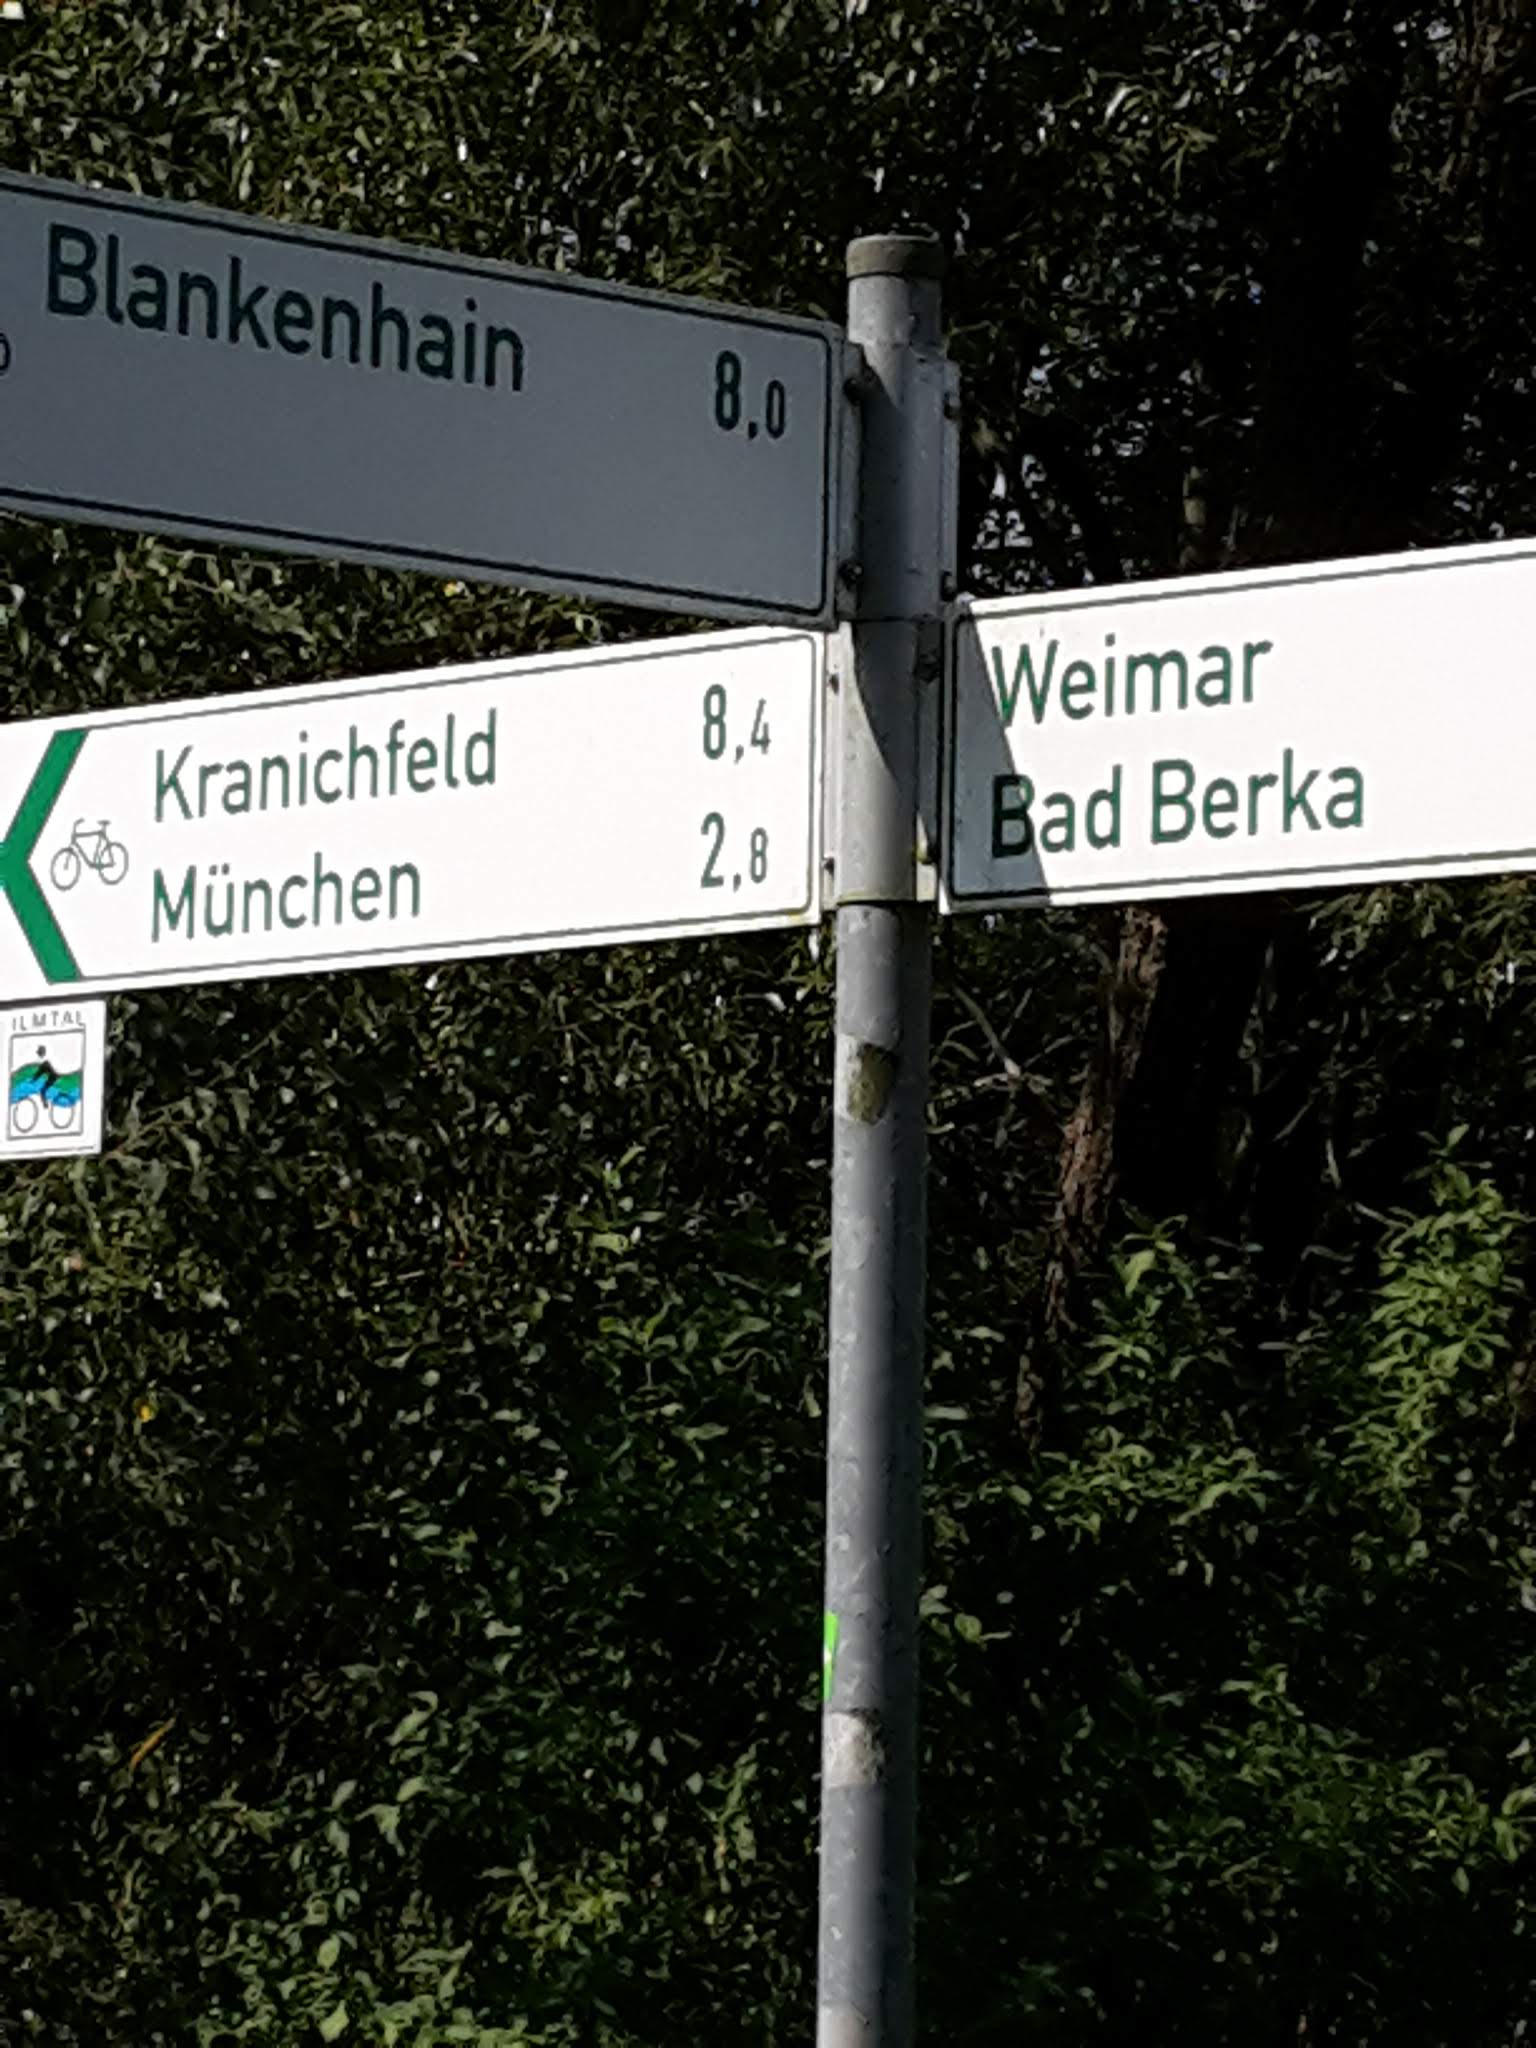 Blankenhain 8,0
Kranichfeld 8,4
München 2,8
Weimar
Bad Berka
ILMTAL